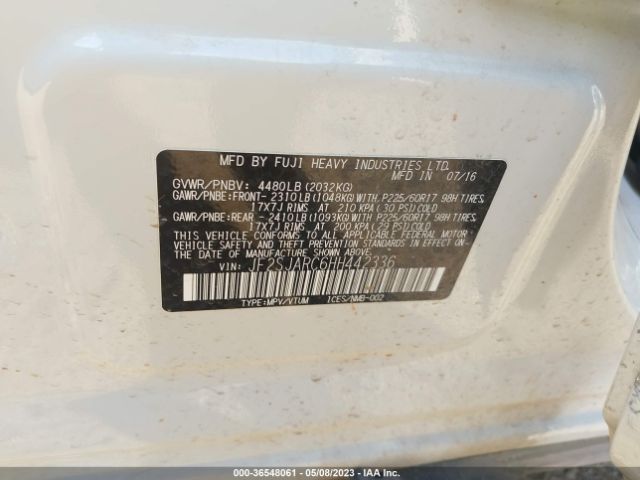 MFD BY FUJI HEAVY INDUSTRIES LTD.
MFD IN 07/16
GVWR/PNBV: 4480LB (2032KG)
GAWR/PNBE:FRONT- 2310LB(1048KG)WITH P225/60R17 98H TIRES
17X7J RIMS AT 210 KPA (30 PSI)COLD
GAWR/PNBE:REAR - 2410LB(1093KG)WITH P225/60R17 98H TIRES,
17X7J RIMS AT 200 KPA (29 PSI)COLD
THIS VEHICLE CONFORMS TO ALL APPLICABLE FEDERAL MOTOR
VEHICLE SAFETY AND THEFT PREVENTION STANDARDS IN EFFECT
ON THE DATE OF MANUFACTURE SHOWN ABOVE.
VIN: JF2SJARC6HH442336
TYPE:MPV/VTUM ICES/NMB-002
000-36548061 - 05/08/2023 - IAA Inc.